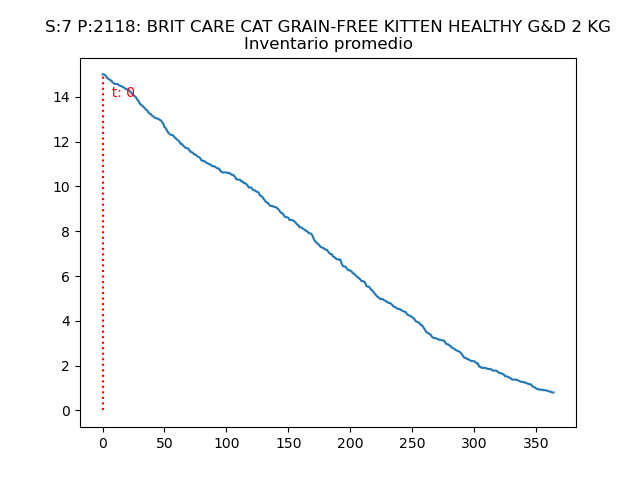 S:7 P:2118: BRIT CARE CAT GRAIN-FREE KITTEN HEALTHY G&D 2 KG
Inventario promedio
t: 0
14
12
10
8
6
4
2
0
0 50 100 150 200 250 300 350